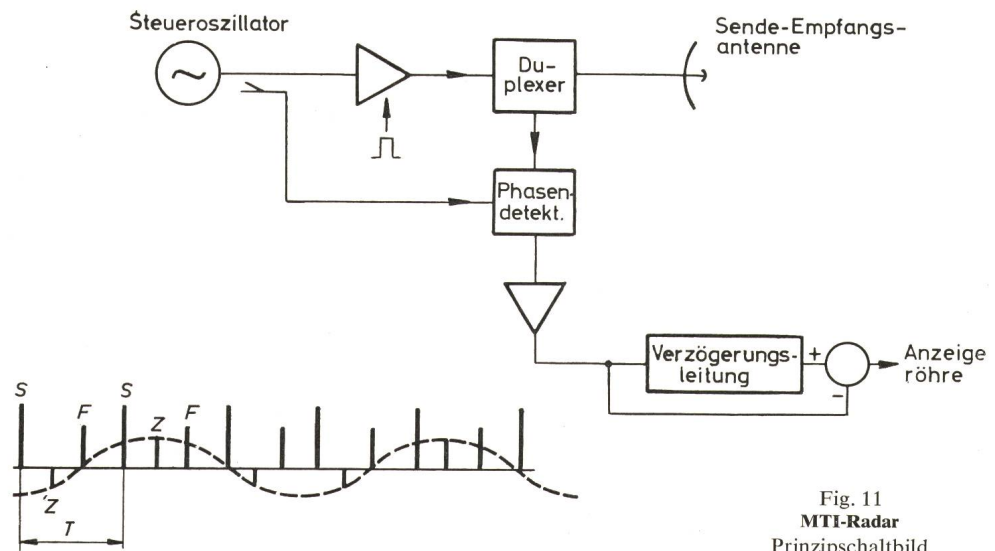 Steueroszillator
Sende-Empfangs-
antenne
Du-
plexer
Phasen-
detekt.
Verzögerungs-
leitung
+
-
Anzeige
röhre
S
F
S
Z
F
Z
T
Fig. 11
MTI-Radar
Prinzipschaltbild